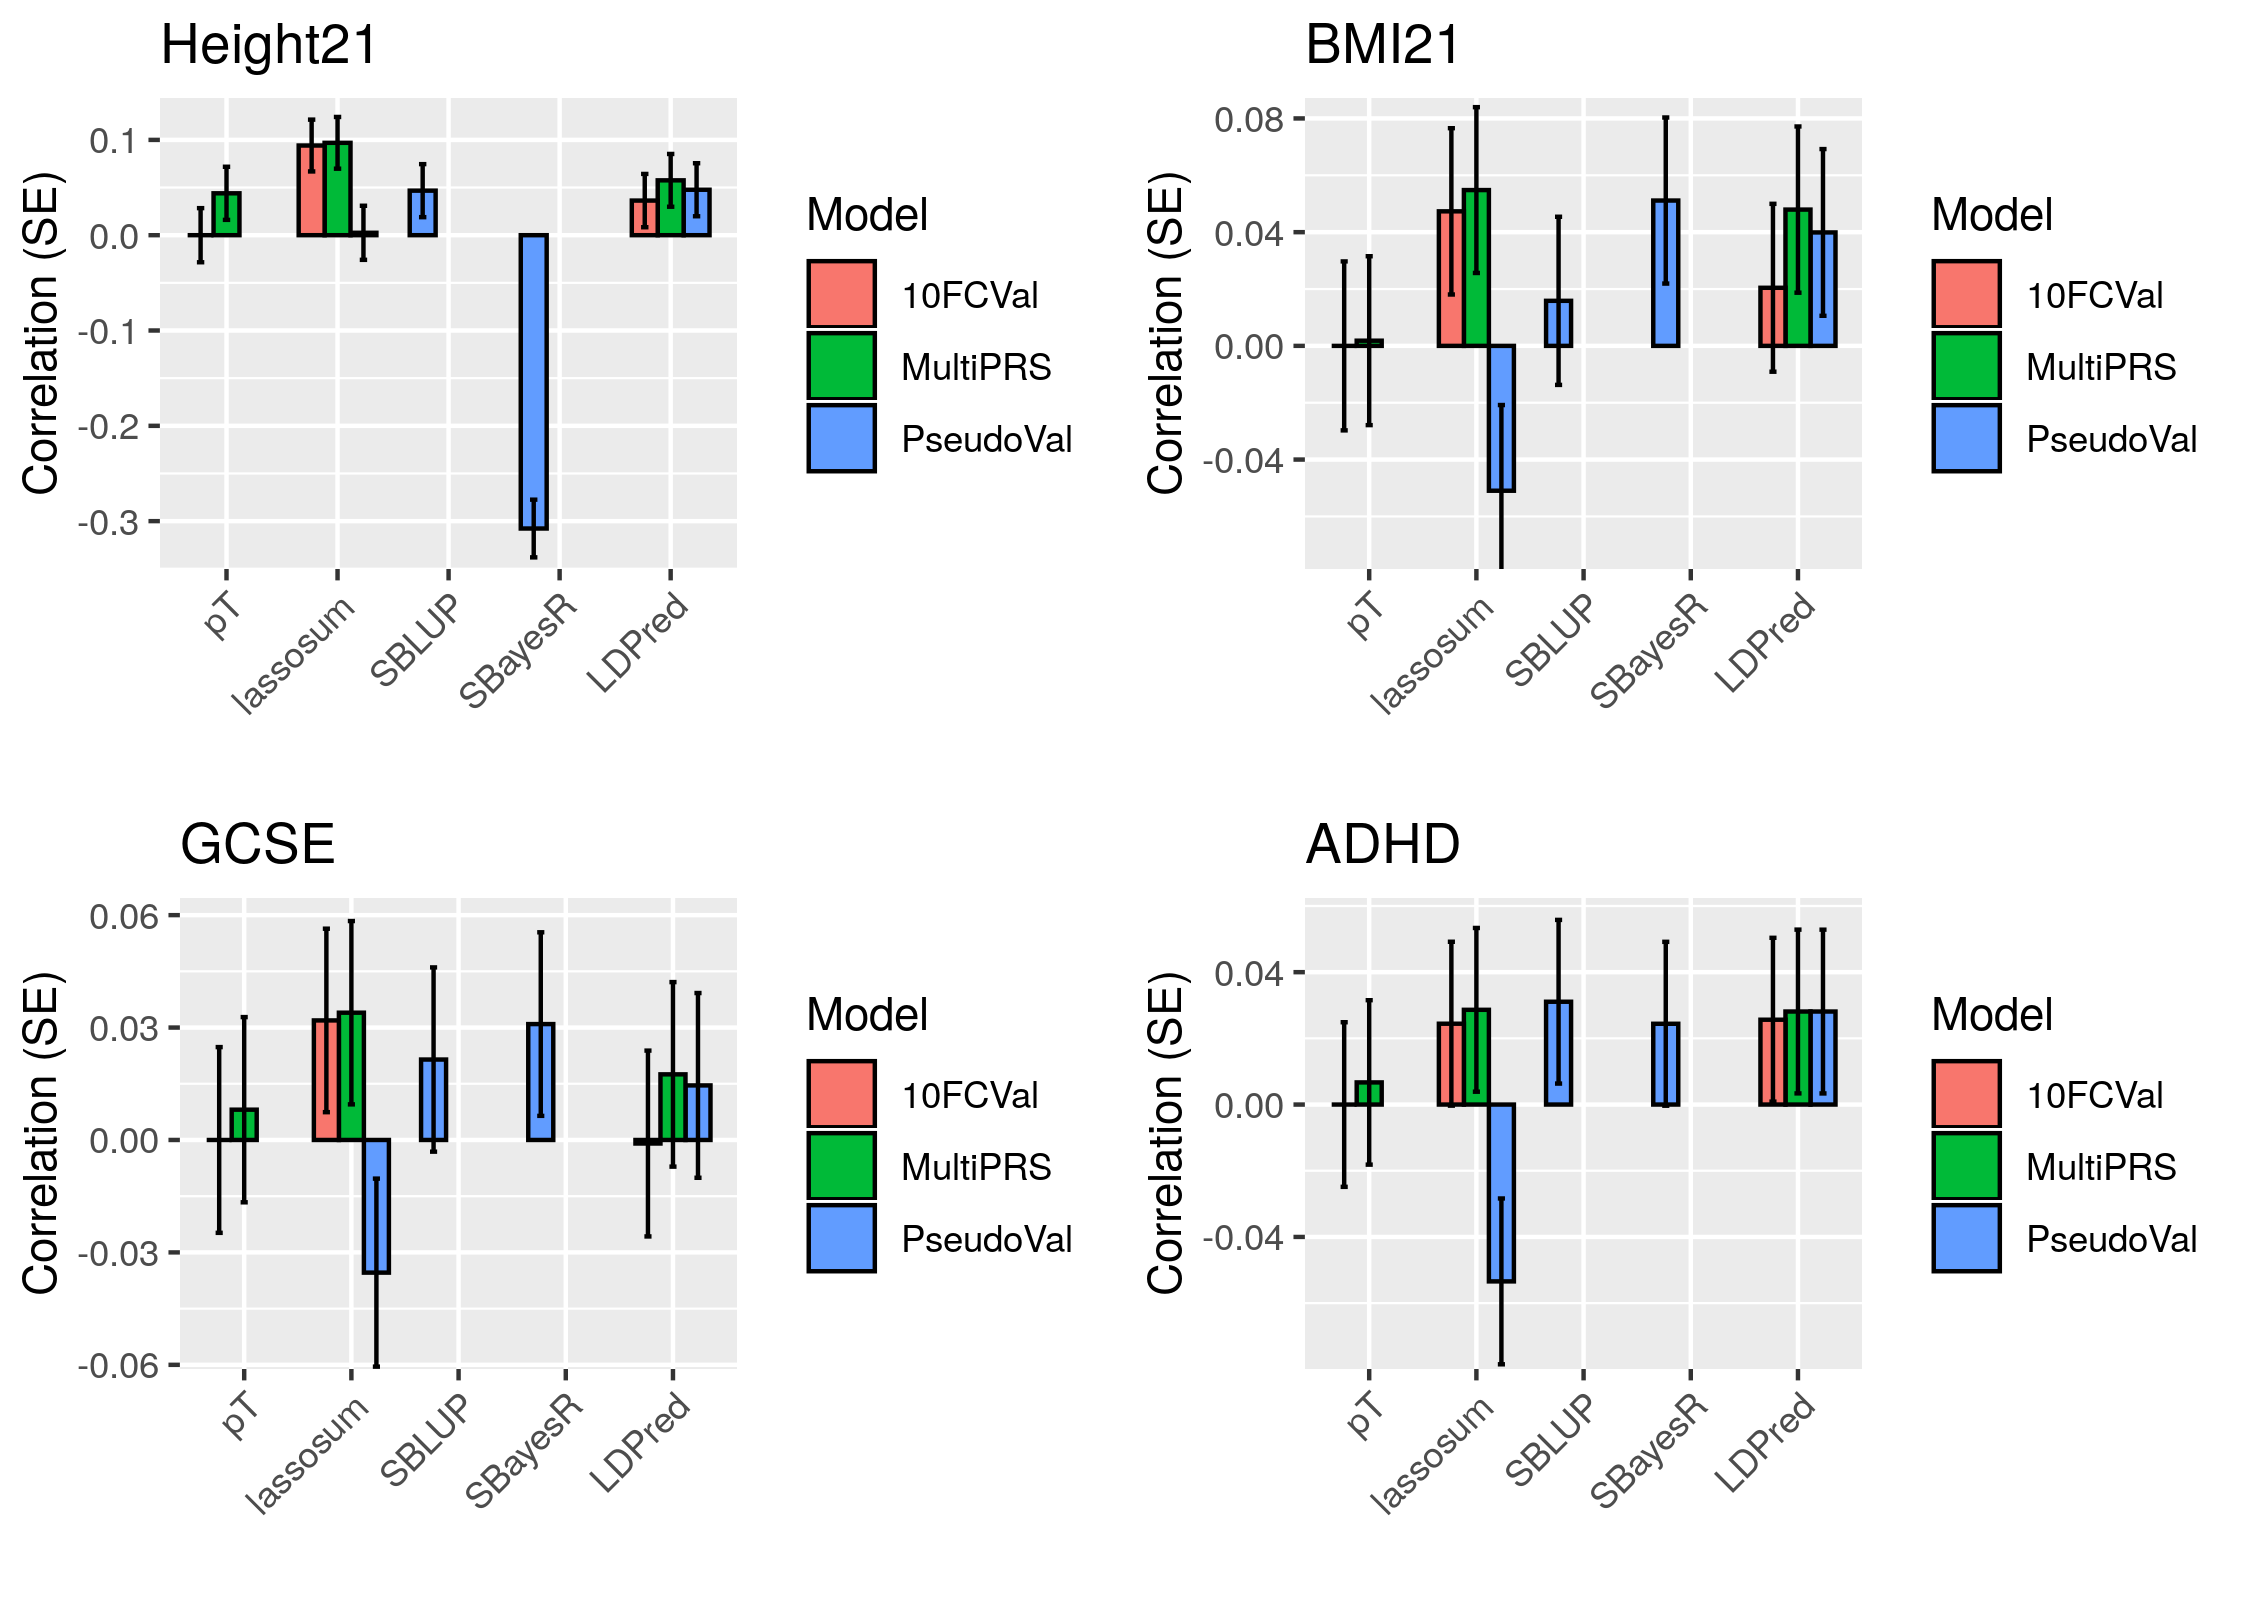 Height21
Correlation (SE)
0.1
0.0
-0.1
-0.2
-0.3
pT
lassosum
SBLUP
SBayesR
LDPred
Model
10FCVal
MultiPRS
PseudoVal
BMI21
Correlation (SE)
0.08
0.04
0.00
-0.04
pT
lassosum
SBLUP
SBayesR
LDPred
Model
10FCVal
MultiPRS
PseudoVal
GCSE
Correlation (SE)
0.06
0.03
0.00
-0.03
-0.06
pT
lassosum
SBLUP
SBayesR
LDPred
Model
10FCVal
MultiPRS
PseudoVal
ADHD
Correlation (SE)
0.04
0.00
-0.04
pT
lassosum
SBLUP
SBayesR
LDPred
Model
10FCVal
MultiPRS
PseudoVal